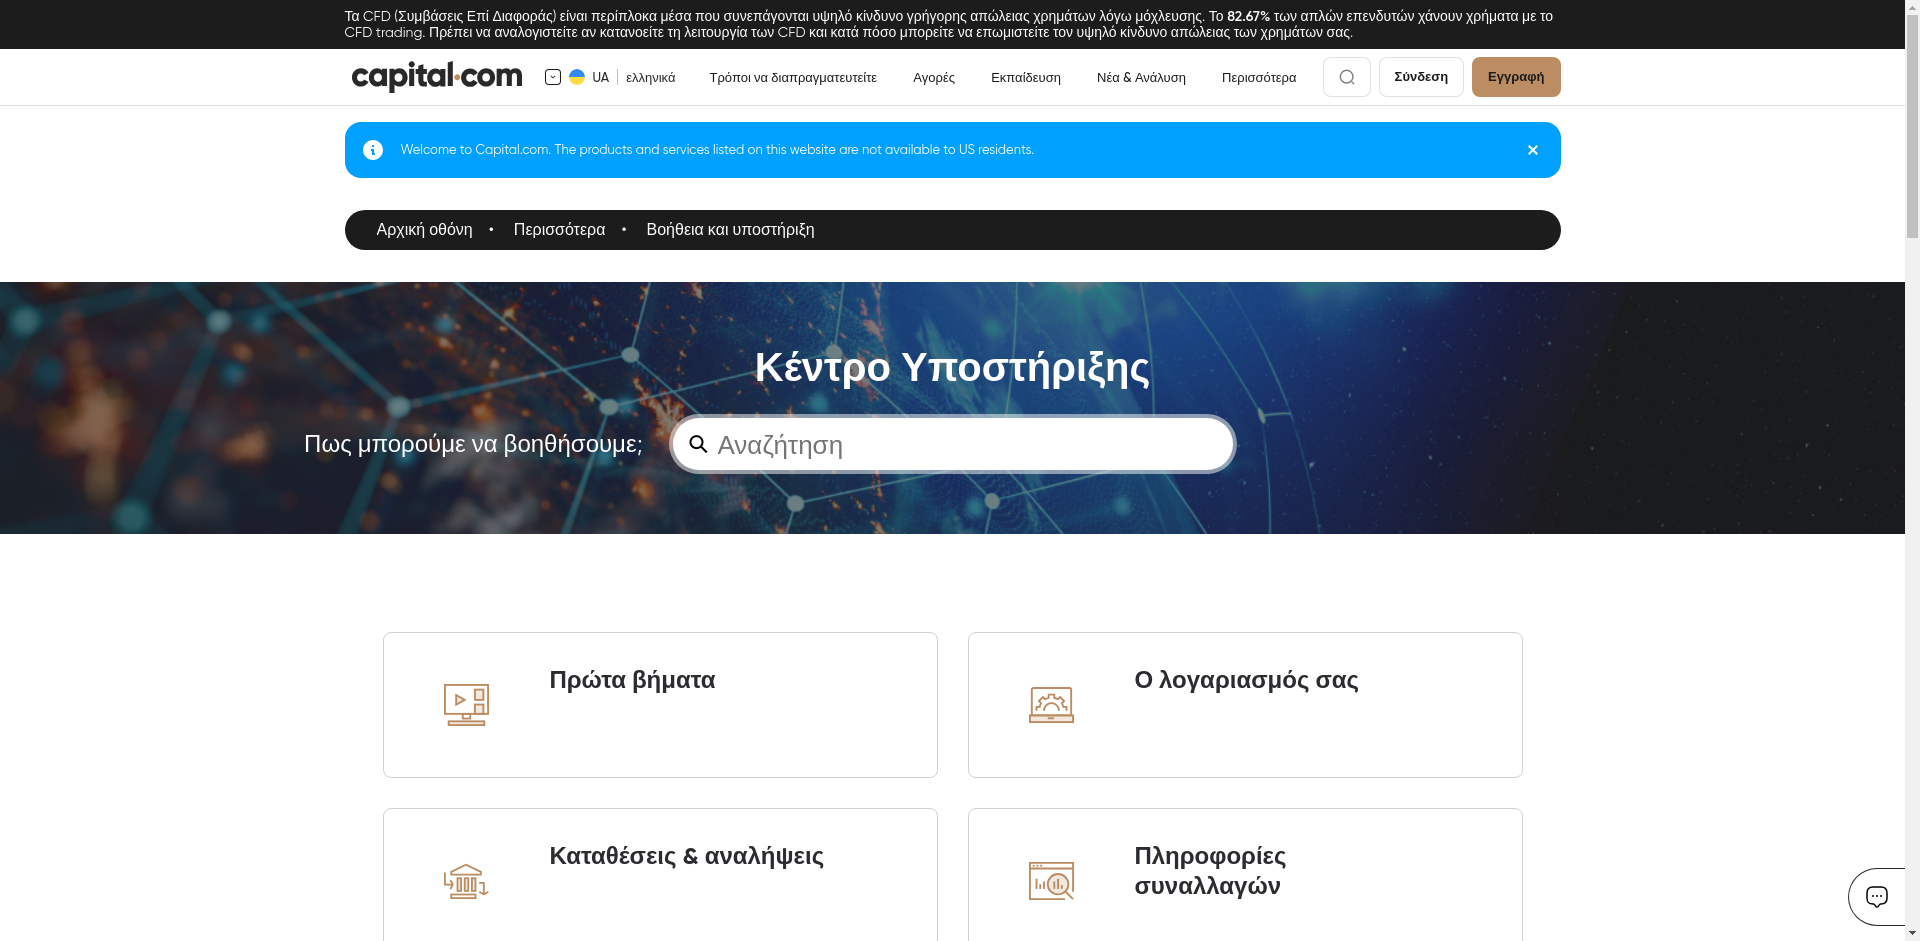 Τα CFD (Συμβάσεις Επί Διαφοράς) είναι περίπλοκα μέσα που συνεπάγονται υψηλό κίνδυνο γρήγορης απώλειας χρημάτων λόγω μόχλευσης. Το 82.67% των απλών επενδυτών χάνουν χρήματα με το
CFD trading. Πρέπει να αναλογιστείτε αν κατανοείτε τη λειτουργία των CFD και κατά πόσο μπορείτε να επωμιστείτε τον υψηλό κίνδυνο απώλειας των χρημάτων σας.
capital.com UA ελληνικά Τρόποι να διαπραγματευτείτε Αγορές Εκπαίδευση Νέα & Ανάλυση Περισσότερα Σύνδεση Εγγραφή
Welcome to Capital.com. The products and services listed on this website are not available to US residents.
Αρχική οθόνη • Περισσότερα • Βοήθεια και υποστήριξη
Κέντρο Υποστήριξης
Πως μπορούμε να βοηθήσουμε; Αναζήτηση
Πρώτα βήματα
Ο λογαριασμός σας
Καταθέσεις & αναλήψεις
Πληροφορίες
συναλλαγών